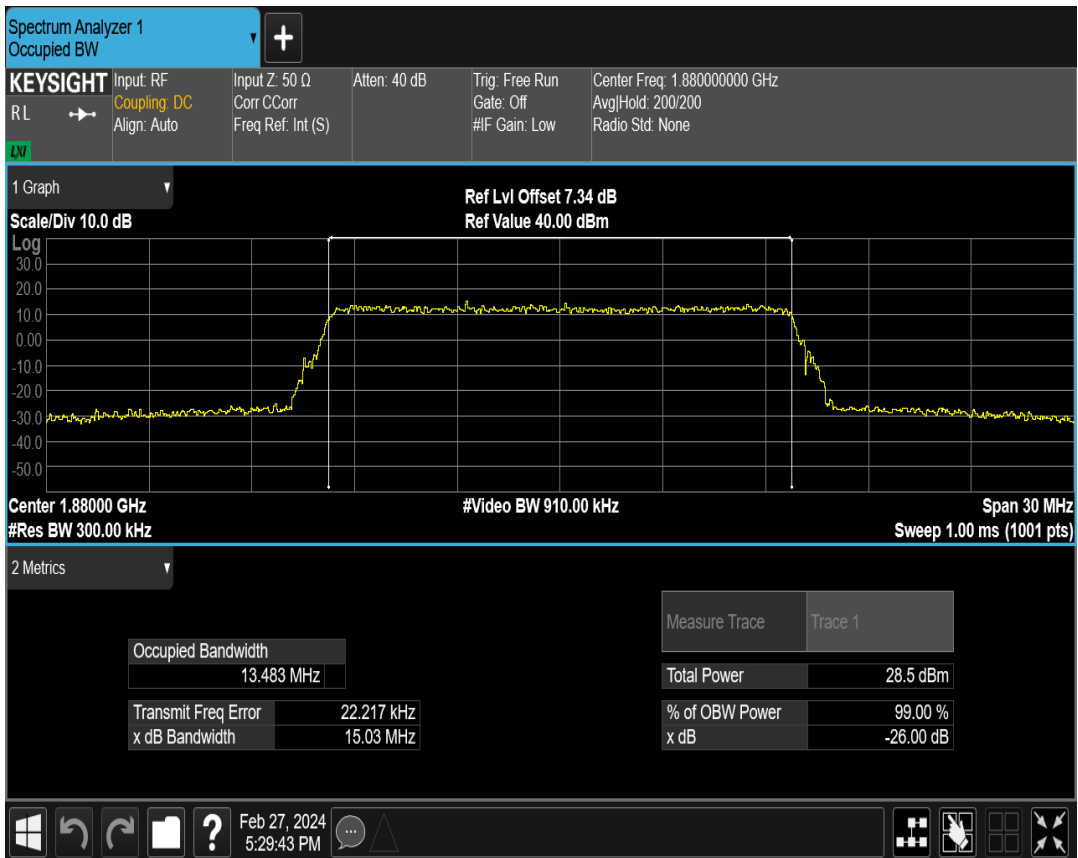 Spectrum Analyzer 1
Occupied BW
KEYSIGHT
RL
LXI
Input: RF
Coupling: DC
Align: Auto
Input Z: 50 Ω
Corr CCorr
Freq Ref: Int (S)
Atten: 40 dB
Trig: Free Run
Gate: Off
#IF Gain: Low
Center Freq: 1.880000000 GHz
Avg|Hold: 200/200
Radio Std: None
1 Graph
Scale/Div 10.0 dB
Ref Lvl Offset 7.34 dB
Ref Value 40.00 dBm
Log
30.0
20.0
10.0
0.00
-10.0
-20.0
-30.0
-40.0
-50.0
Center 1.88000 GHz
#Res BW 300.00 kHz
#Video BW 910.00 kHz
Span 30 MHz
Sweep 1.00 ms (1001 pts)
2 Metrics
Occupied Bandwidth
13.483 MHz
Transmit Freq Error 22.217 kHz
x dB Bandwidth 15.03 MHz
Measure Trace Trace 1
Total Power 28.5 dBm
% of OBW Power 99.00 %
x dB -26.00 dB
?
Feb 27, 2024
5:29:43 PM